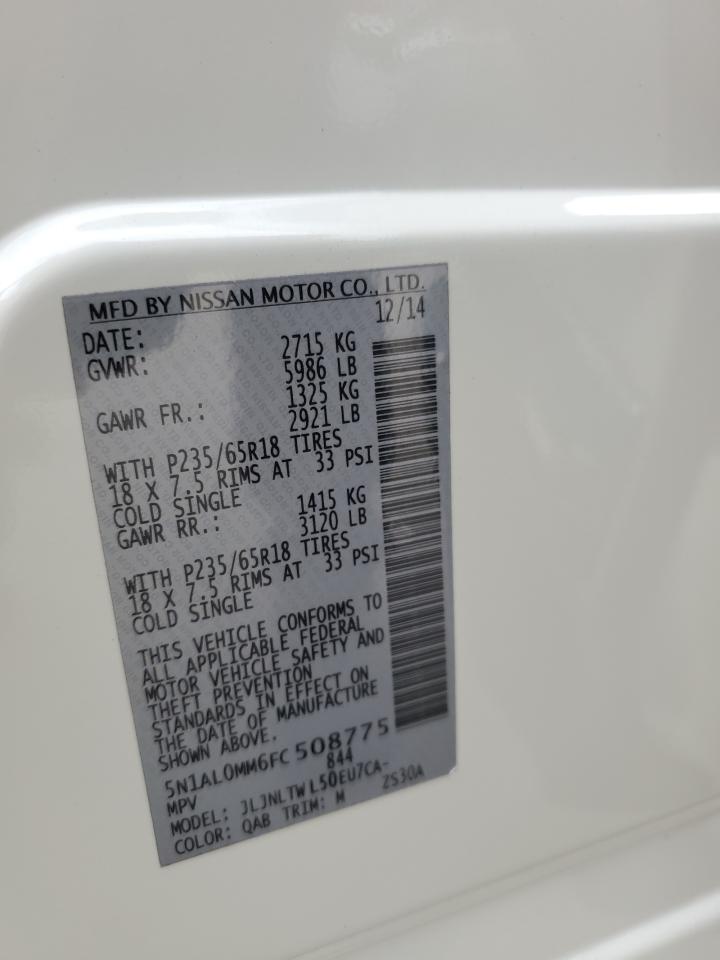 MFD BY NISSAN MOTOR CO., LTD.
DATE: 12/14
GVWR: 2715 KG
5986 LB
GAWR FR.: 1325 KG
2921 LB
WITH P235/65R18 TIRES
18 X 7.5 RIMS AT 33 PSI
COLD SINGLE
GAWR RR.: 1415 KG
3120 LB
WITH P235/65R18 TIRES
18 X 7.5 RIMS AT 33 PSI
COLD SINGLE
THIS VEHICLE CONFORMS TO
ALL APPLICABLE FEDERAL
MOTOR VEHICLE SAFETY AND
THEFT PREVENTION
STANDARDS IN EFFECT ON
THE DATE OF MANUFACTURE
SHOWN ABOVE.
5N1AL0MM6FC508775
MPV 844
MODEL: JLJNLTWL50EU7CA-
COLOR: QAB TRIM: M ZS30A